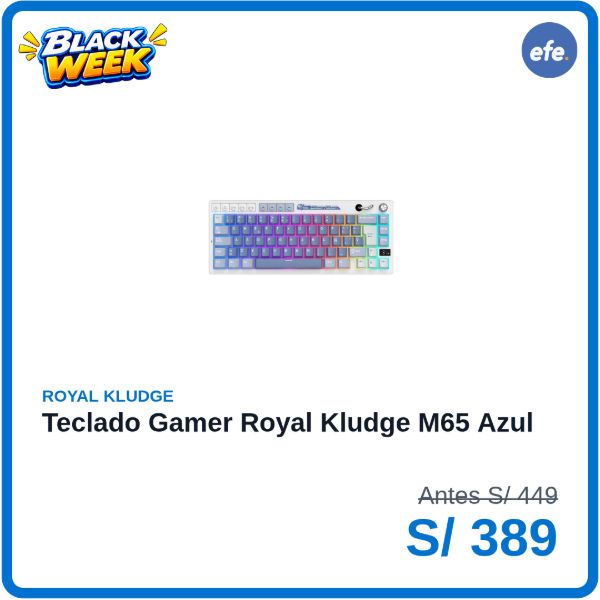 BLACK
WEEK
efe.
ROYAL KLUDGE
Teclado Gamer Royal Kludge M65 Azul
Antes S/ 449
S/ 389